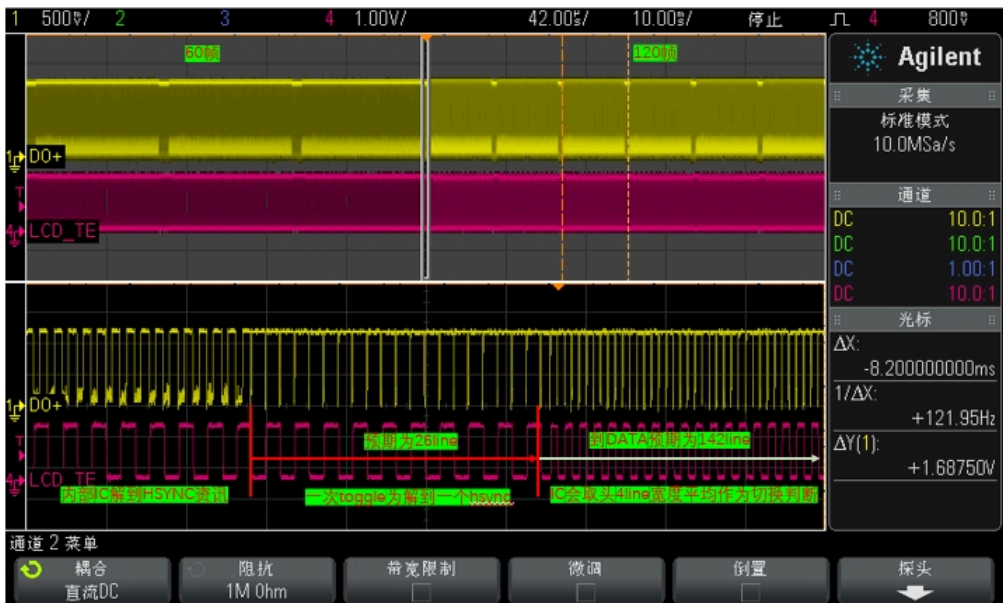 1 500㎷/ 2 3 4 1.00V/ 42.00s/ 10.00s/ 停止 4 800㎷
60帧 120帧
D0+
LCD_TE
D0+
预期为26line 到DATA预期为142line
LCD_TE
内部IC解到HSYNC资讯 一次toggle为解到一个hsync IC会取头4line宽度平均作为切换判断
Agilent
采集
标准模式
10.0MSa/s
通道
DC 10.0:1
DC 10.0:1
DC 1.00:1
DC 10.0:1
光标
ΔX:
-8.200000000ms
1/ΔX:
+121.95Hz
ΔY(1):
+1.68750V
通道 2 菜单
耦合 阻抗 带宽限制 微调 倒置 探头
直流DC 1M Ohm